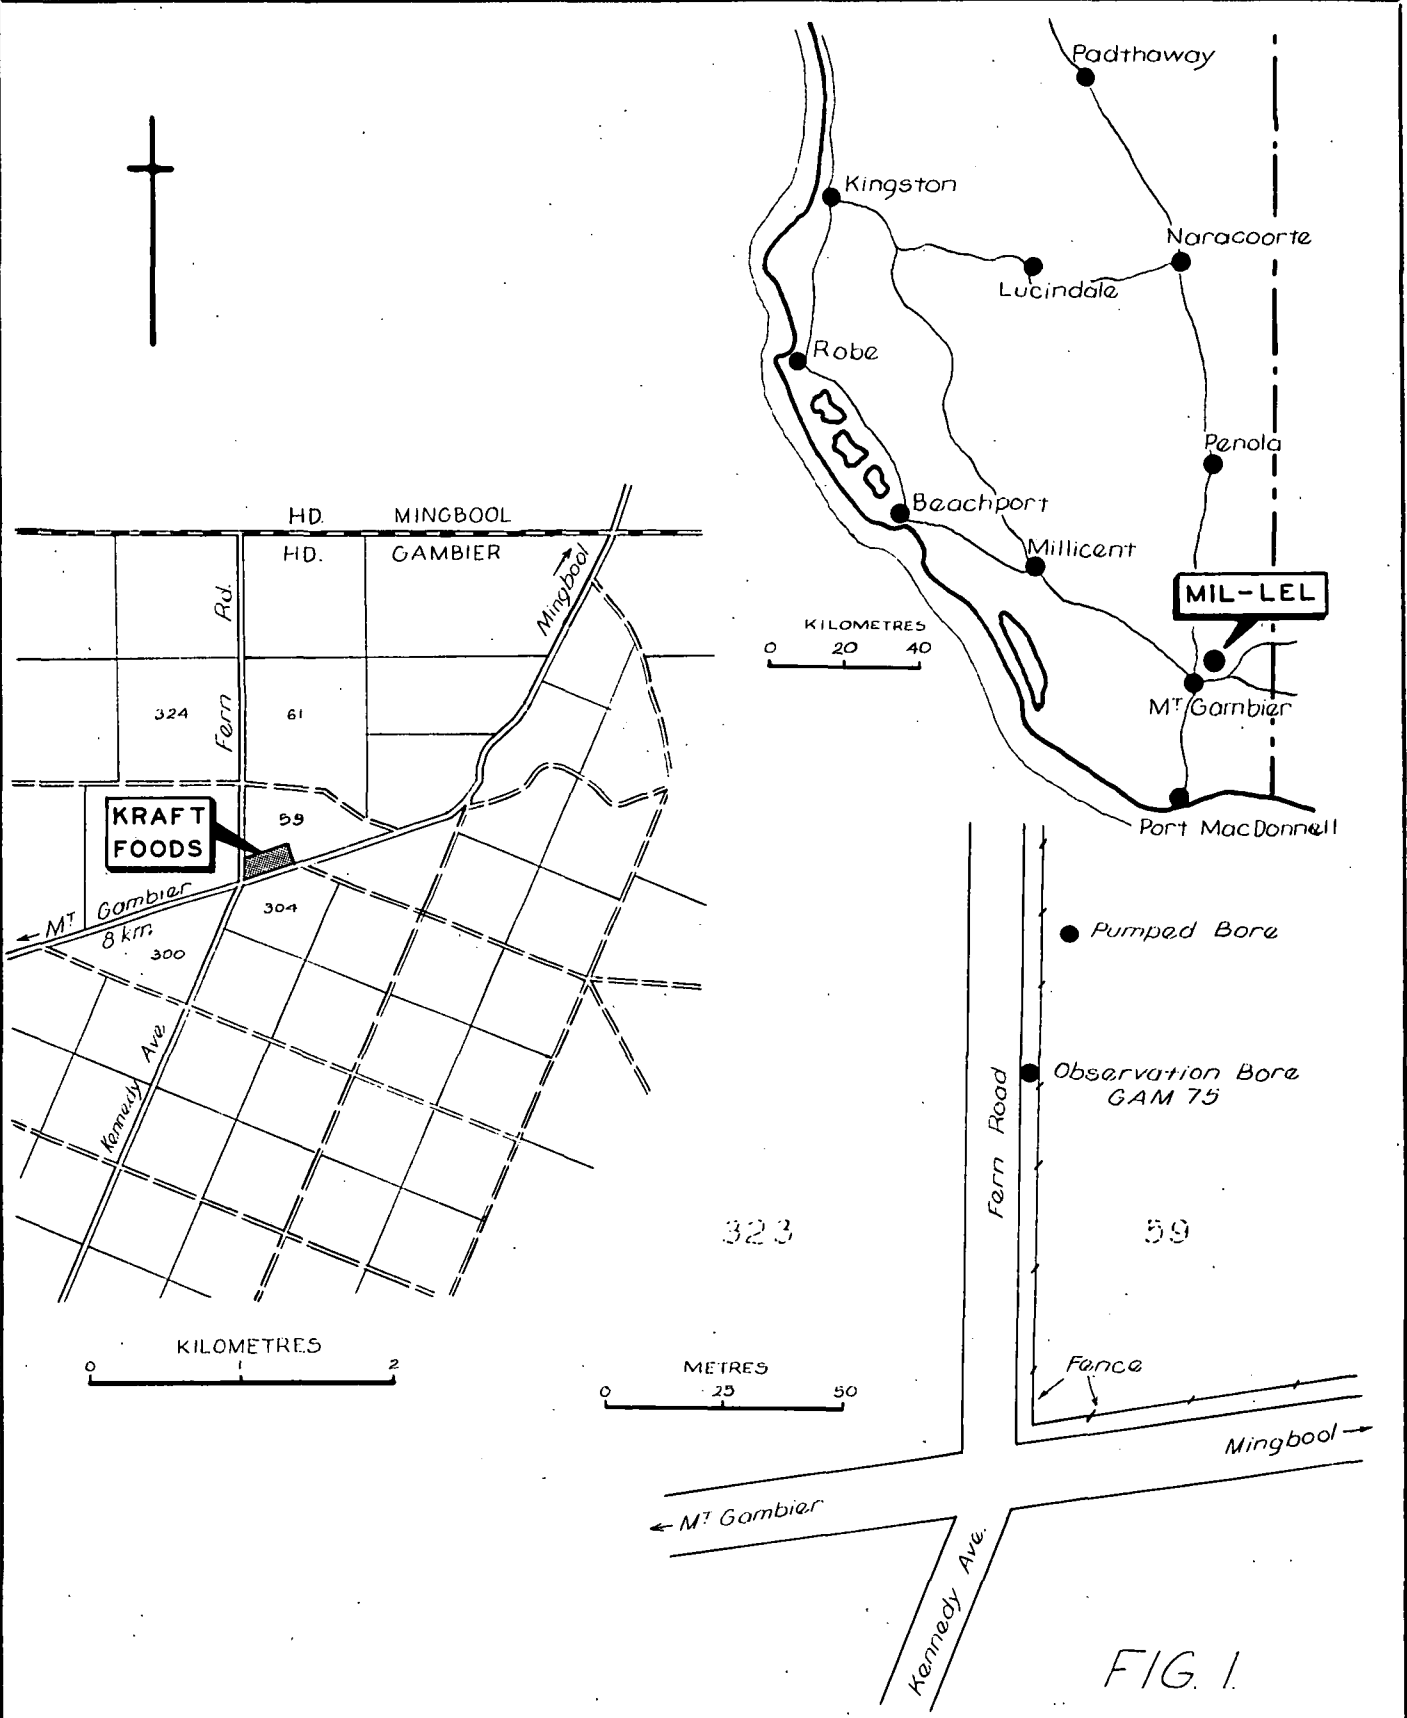 Padthaway
Kingston
Naracoorte
Lucindale
Robe
Penola
Beachport
Millicent
MIL-LEL
KILOMETRES
0 20 40
MT Gambier
Port MacDonnell
HD. MINGBOOL
HD. GAMBIER
Mingbool
Fern Rd.
324
61
KRAFT
FOODS
59
← MT Gambier
8 km.
304
300
Kennedy Ave.
KILOMETRES
0 1 2
Pumped Bore
Observation Bore
GAM 75
Fern Road
323
59
Fence
METRES
0 25 50
Mingbool →
← MT Gambier
Kennedy Ave.
FIG. 1.